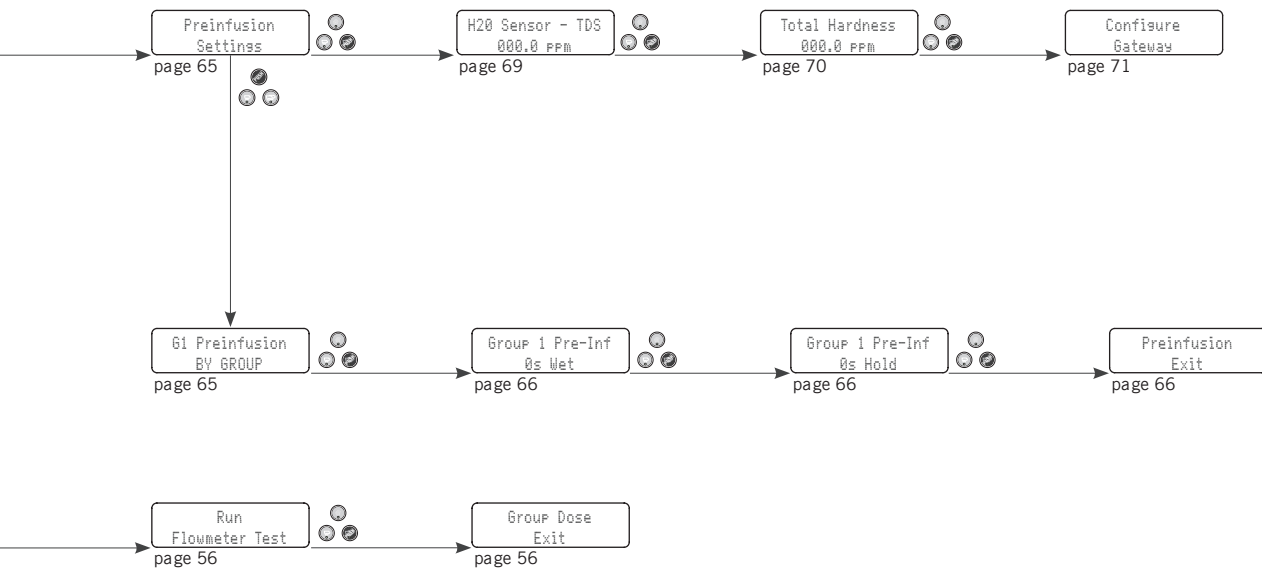 Preinfusion
Settings
page 65
H20 Sensor - TDS
000.0 ppm
page 69
Total Hardness
000.0 ppm
page 70
Configure
Gateway
page 71
G1 Preinfusion
BY GROUP
page 65
Group 1 Pre-Inf
0s Wet
page 66
Group 1 Pre-Inf
0s Hold
page 66
Preinfusion
Exit
page 66
Run
Flowmeter Test
page 56
Group Dose
Exit
page 56